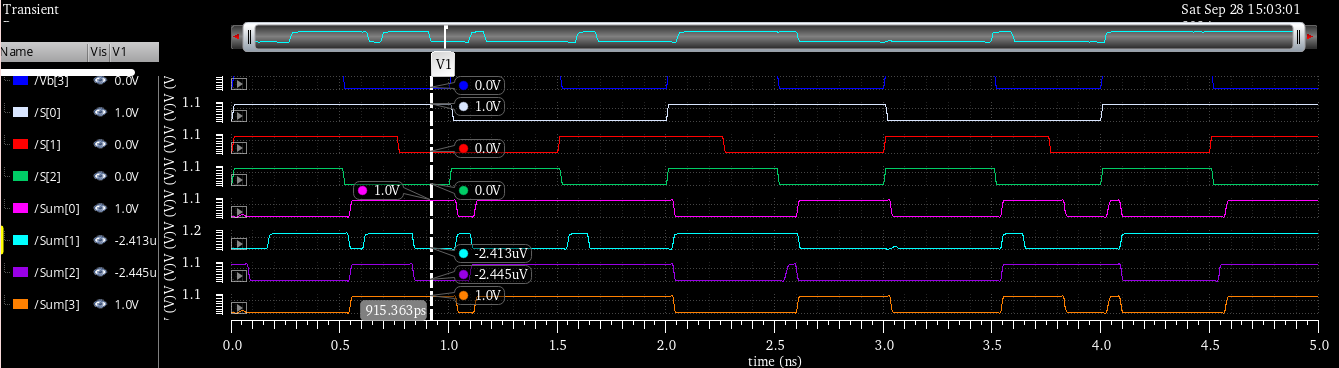 Transient
Sat Sep 28 15:03:01
Name Vis V1
V1
/Vb[3] 0.0V
/S[0] 1.0V
/S[1] 0.0V
/S[2] 0.0V
/Sum[0] 1.0V
/Sum[1] -2.413u
/Sum[2] -2.445u
/Sum[3] 1.0V
1.1
1.1
1.1
1.1
1.2
1.1
1.1
0.0V
1.0V
0.0V
1.0V
0.0V
-2.413uV
-2.445uV
1.0V
915.363ps
0.0 0.5 1.0 1.5 2.0 2.5 3.0 3.5 4.0 4.5 5.0
time (ns)